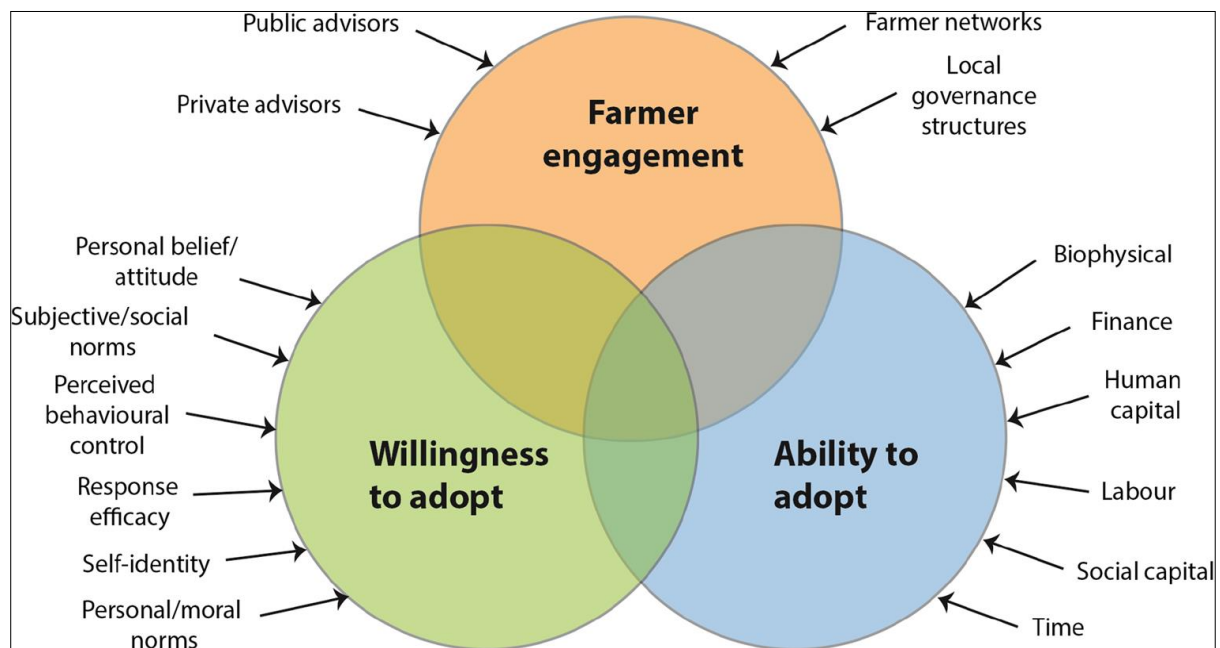 Public advisors
Farmer networks
Private advisors
Local
governance
structures
Farmer
engagement
Personal belief/
attitude
Subjective/social
norms
Perceived
behavioural
control
Response
efficacy
Self-identity
Personal/moral
norms
Willingness
to adopt
Ability to
adopt
Biophysical
Finance
Human
capital
Labour
Social capital
Time